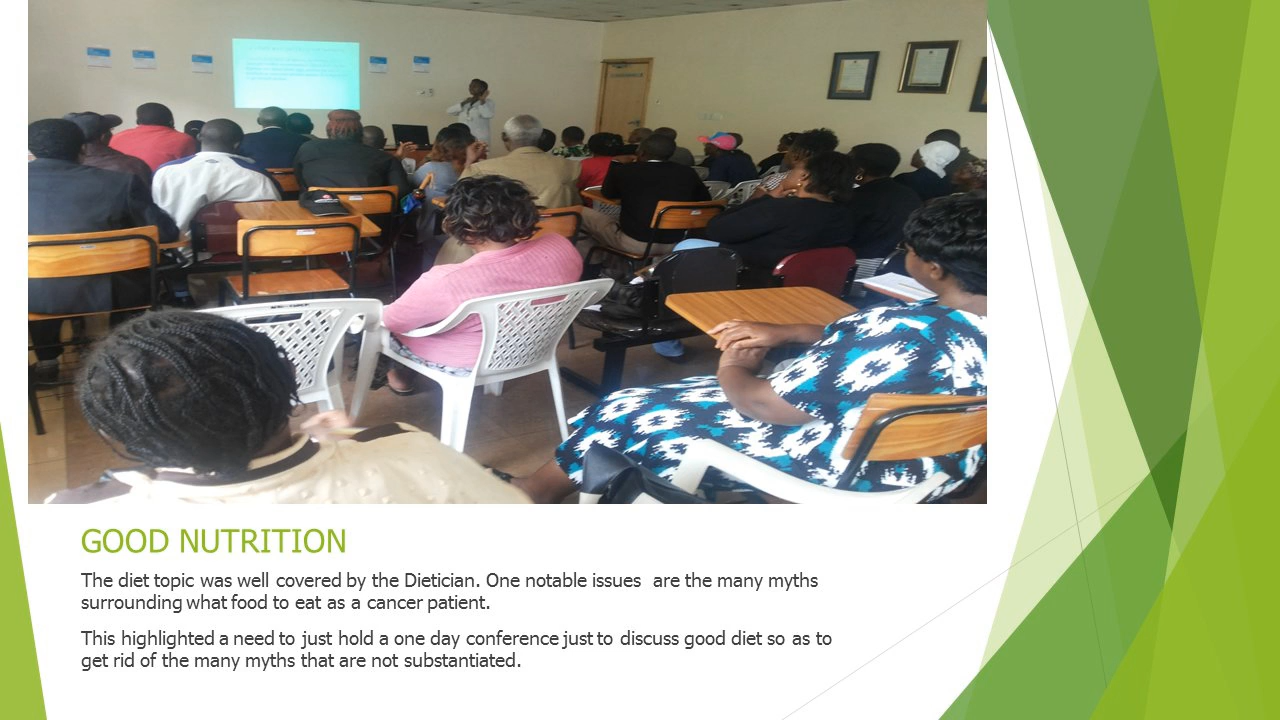 GOOD NUTRITION
The diet topic was well covered by the Dietician. One notable issues are the many myths
surrounding what food to eat as a cancer patient.
This highlighted a need to just hold a one day conference just to discuss good diet so as to
get rid of the many myths that are not substantiated.